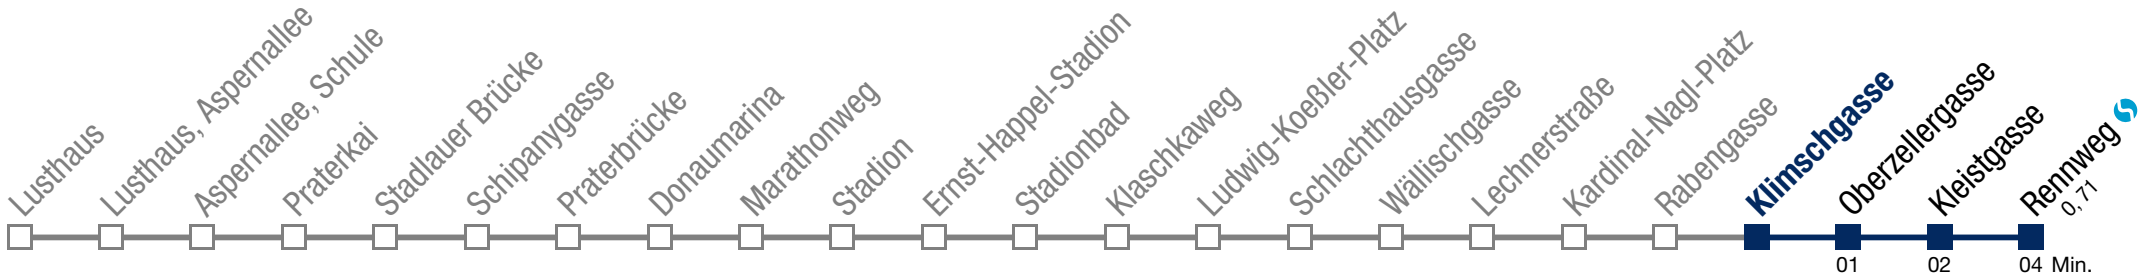 Lusthaus
Lusthaus, Aspernallee
Aspernallee, Schule
Praterkai
Stadlauer Brücke
Schipanygasse
Praterbrücke
Donaumarina
Marathonweg
Stadion
Ernst-Happel-Stadion
Stadionbad
Klaschkaweg
Ludwig-Koeßler-Platz
Schlachthausgasse
Wällischgasse
Lechnerstraße
Kardinal-Nagl-Platz
Rabengasse
Klimschgasse
Oberzellergasse
Kleistgasse
Rennweg
0, 71
01 02 04 Min.